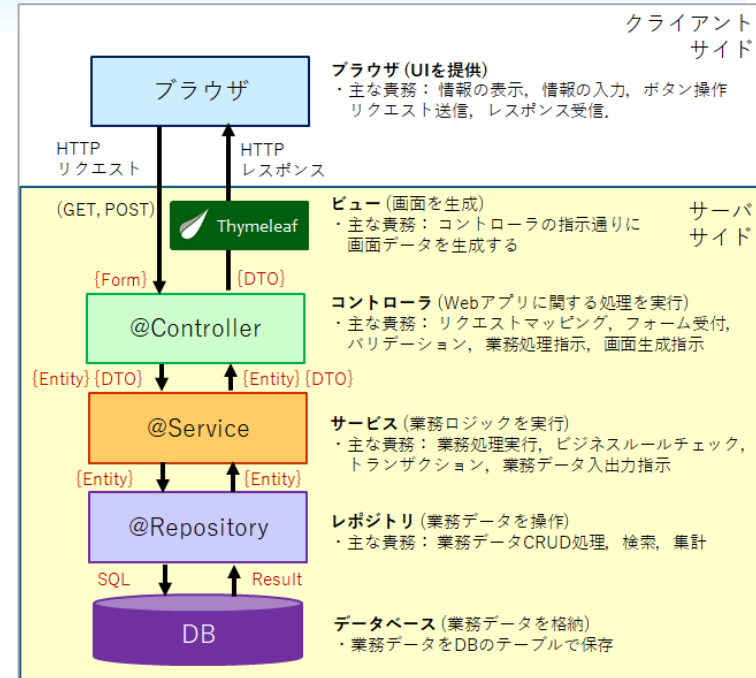 クライアント
サイド
ブラウザ
ブラウザ (UIを提供)
・主な責務： 情報の表示，情報の入力，ボタン操作
リクエスト送信，レスポンス受信．
HTTP
リクエスト
HTTP
レスポンス
(GET, POST)
Thymeleaf
ビュー (画面を生成)
・主な責務： コントローラの指示通りに
画面データを生成する
サーバ
サイド
{Form}
{DTO}
@Controller
コントローラ (Webアプリに関する処理を実行)
・主な責務： リクエストマッピング，フォーム受付，
バリデーション，業務処理指示，画面生成指示
{Entity} {DTO}
{Entity} {DTO}
@Service
サービス (業務ロジックを実行)
・主な責務： 業務処理実行，ビジネスルールチェック，
トランザクション，業務データ入出力指示
{Entity}
{Entity}
@Repository
レポジトリ (業務データを操作)
・主な責務： 業務データCRUD処理，検索，集計
SQL
Result
DB
データベース (業務データを格納)
・業務データをDBのテーブルで保存